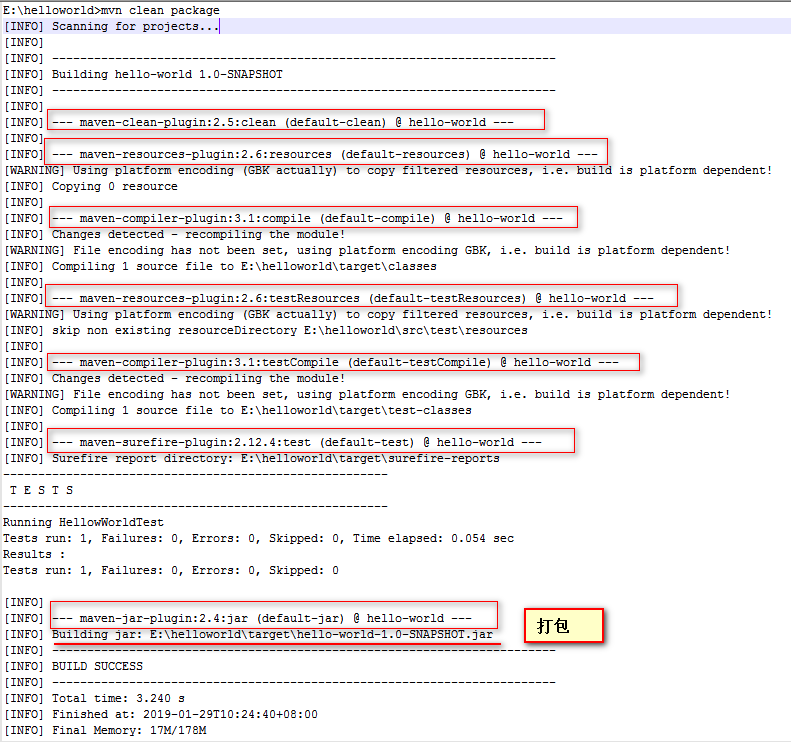 E:\helloworld>mvn clean package
[INFO] Scanning for projects...
[INFO]
[INFO] ----------------------------------------------------------
[INFO] Building hello-world 1.0-SNAPSHOT
[INFO] ----------------------------------------------------------
[INFO]
[INFO] --- maven-clean-plugin:2.5:clean (default-clean) @ hello-world ---
[INFO]
[INFO] --- maven-resources-plugin:2.6:resources (default-resources) @ hello-world ---
[WARNING] Using platform encoding (GBK actually) to copy filtered resources, i.e. build is platform dependent!
[INFO] Copying 0 resource
[INFO]
[INFO] --- maven-compiler-plugin:3.1:compile (default-compile) @ hello-world ---
[INFO] Changes detected - recompiling the module!
[WARNING] File encoding has not been set, using platform encoding GBK, i.e. build is platform dependent!
[INFO] Compiling 1 source file to E:\helloworld\target\classes
[INFO]
[INFO] --- maven-resources-plugin:2.6:testResources (default-testResources) @ hello-world ---
[WARNING] Using platform encoding (GBK actually) to copy filtered resources, i.e. build is platform dependent!
[INFO] skip non existing resourceDirectory E:\helloworld\src\test\resources
[INFO]
[INFO] --- maven-compiler-plugin:3.1:testCompile (default-testCompile) @ hello-world ---
[INFO] Changes detected - recompiling the module!
[WARNING] File encoding has not been set, using platform encoding GBK, i.e. build is platform dependent!
[INFO] Compiling 1 source file to E:\helloworld\target\test-classes
[INFO]
[INFO] --- maven-surefire-plugin:2.12.4:test (default-test) @ hello-world ---
[INFO] Surefire report directory: E:\helloworld\target\surefire-reports
-------------------------------------------------------
T E S T S
-------------------------------------------------------
Running HellowWorldTest
Tests run: 1, Failures: 0, Errors: 0, Skipped: 0, Time elapsed: 0.054 sec
Results :
Tests run: 1, Failures: 0, Errors: 0, Skipped: 0
[INFO]
[INFO] --- maven-jar-plugin:2.4:jar (default-jar) @ hello-world ---
[INFO] Building jar: E:\helloworld\target\hello-world-1.0-SNAPSHOT.jar
打包
[INFO] ----------------------------------------------------------
[INFO] BUILD SUCCESS
[INFO] ----------------------------------------------------------
[INFO] Total time: 3.240 s
[INFO] Finished at: 2019-01-29T10:24:40+08:00
[INFO] Final Memory: 17M/178M